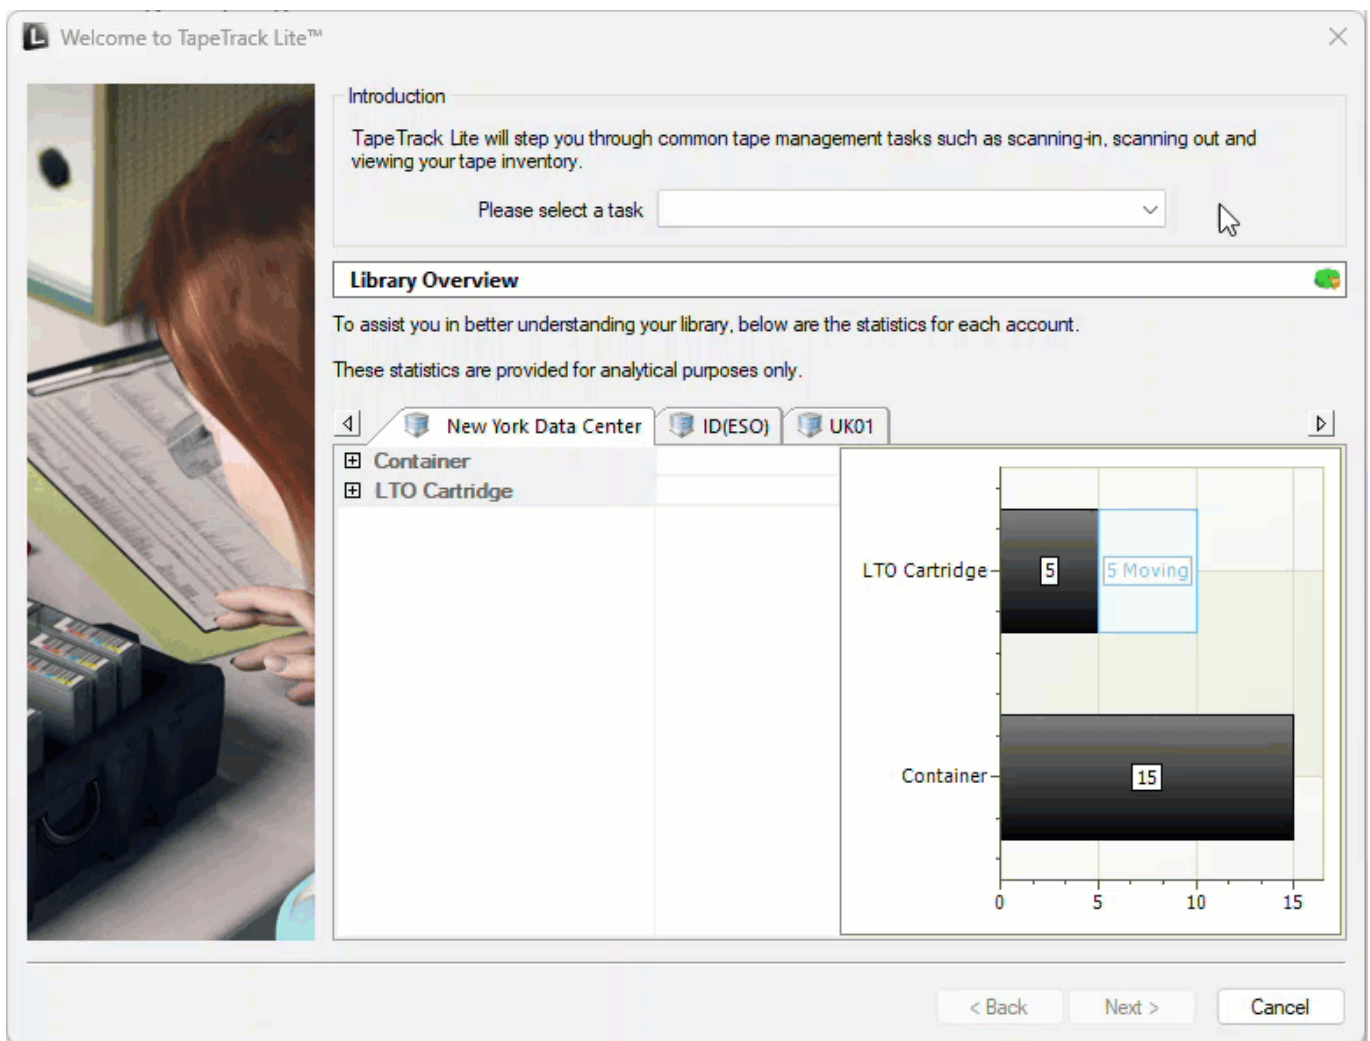 Welcome to TapeTrack Lite™
Introduction
TapeTrack Lite will step you through common tape management tasks such as scanning-in, scanning out and
viewing your tape inventory.
Please select a task
Library Overview
To assist you in better understanding your library, below are the statistics for each account.
These statistics are provided for analytical purposes only.
New York Data Center ID(ESO) UK01
Container
LTO Cartridge
LTO Cartridge 5 5 Moving
Container 15
0 5 10 15
< Back Next > Cancel